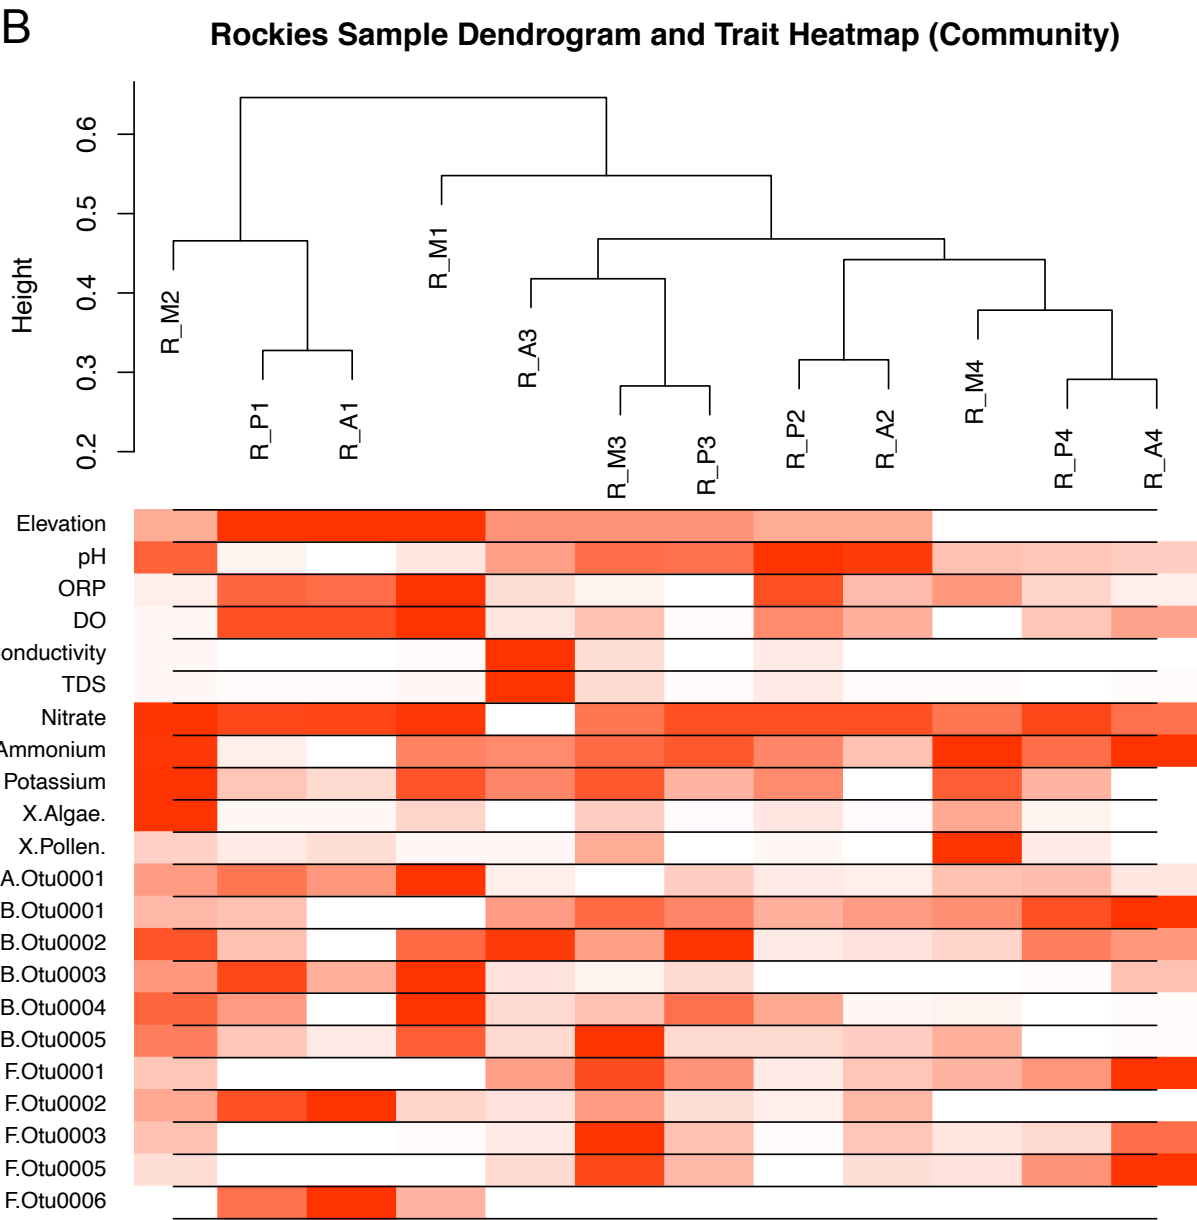 B
Rockies Sample Dendrogram and Trait Heatmap (Community)
Height
0.6
0.5
0.4
0.3
0.2
R_M2
R_P1
R_A1
R_M1
R_A3
R_M3
R_P3
R_P2
R_A2
R_M4
R_P4
R_A4
Elevation
pH
ORP
DO
onductivity
TDS
Nitrate
Ammonium
Potassium
X.Algae.
X.Pollen.
A.Otu0001
B.Otu0001
B.Otu0002
B.Otu0003
B.Otu0004
B.Otu0005
F.Otu0001
F.Otu0002
F.Otu0003
F.Otu0005
F.Otu0006